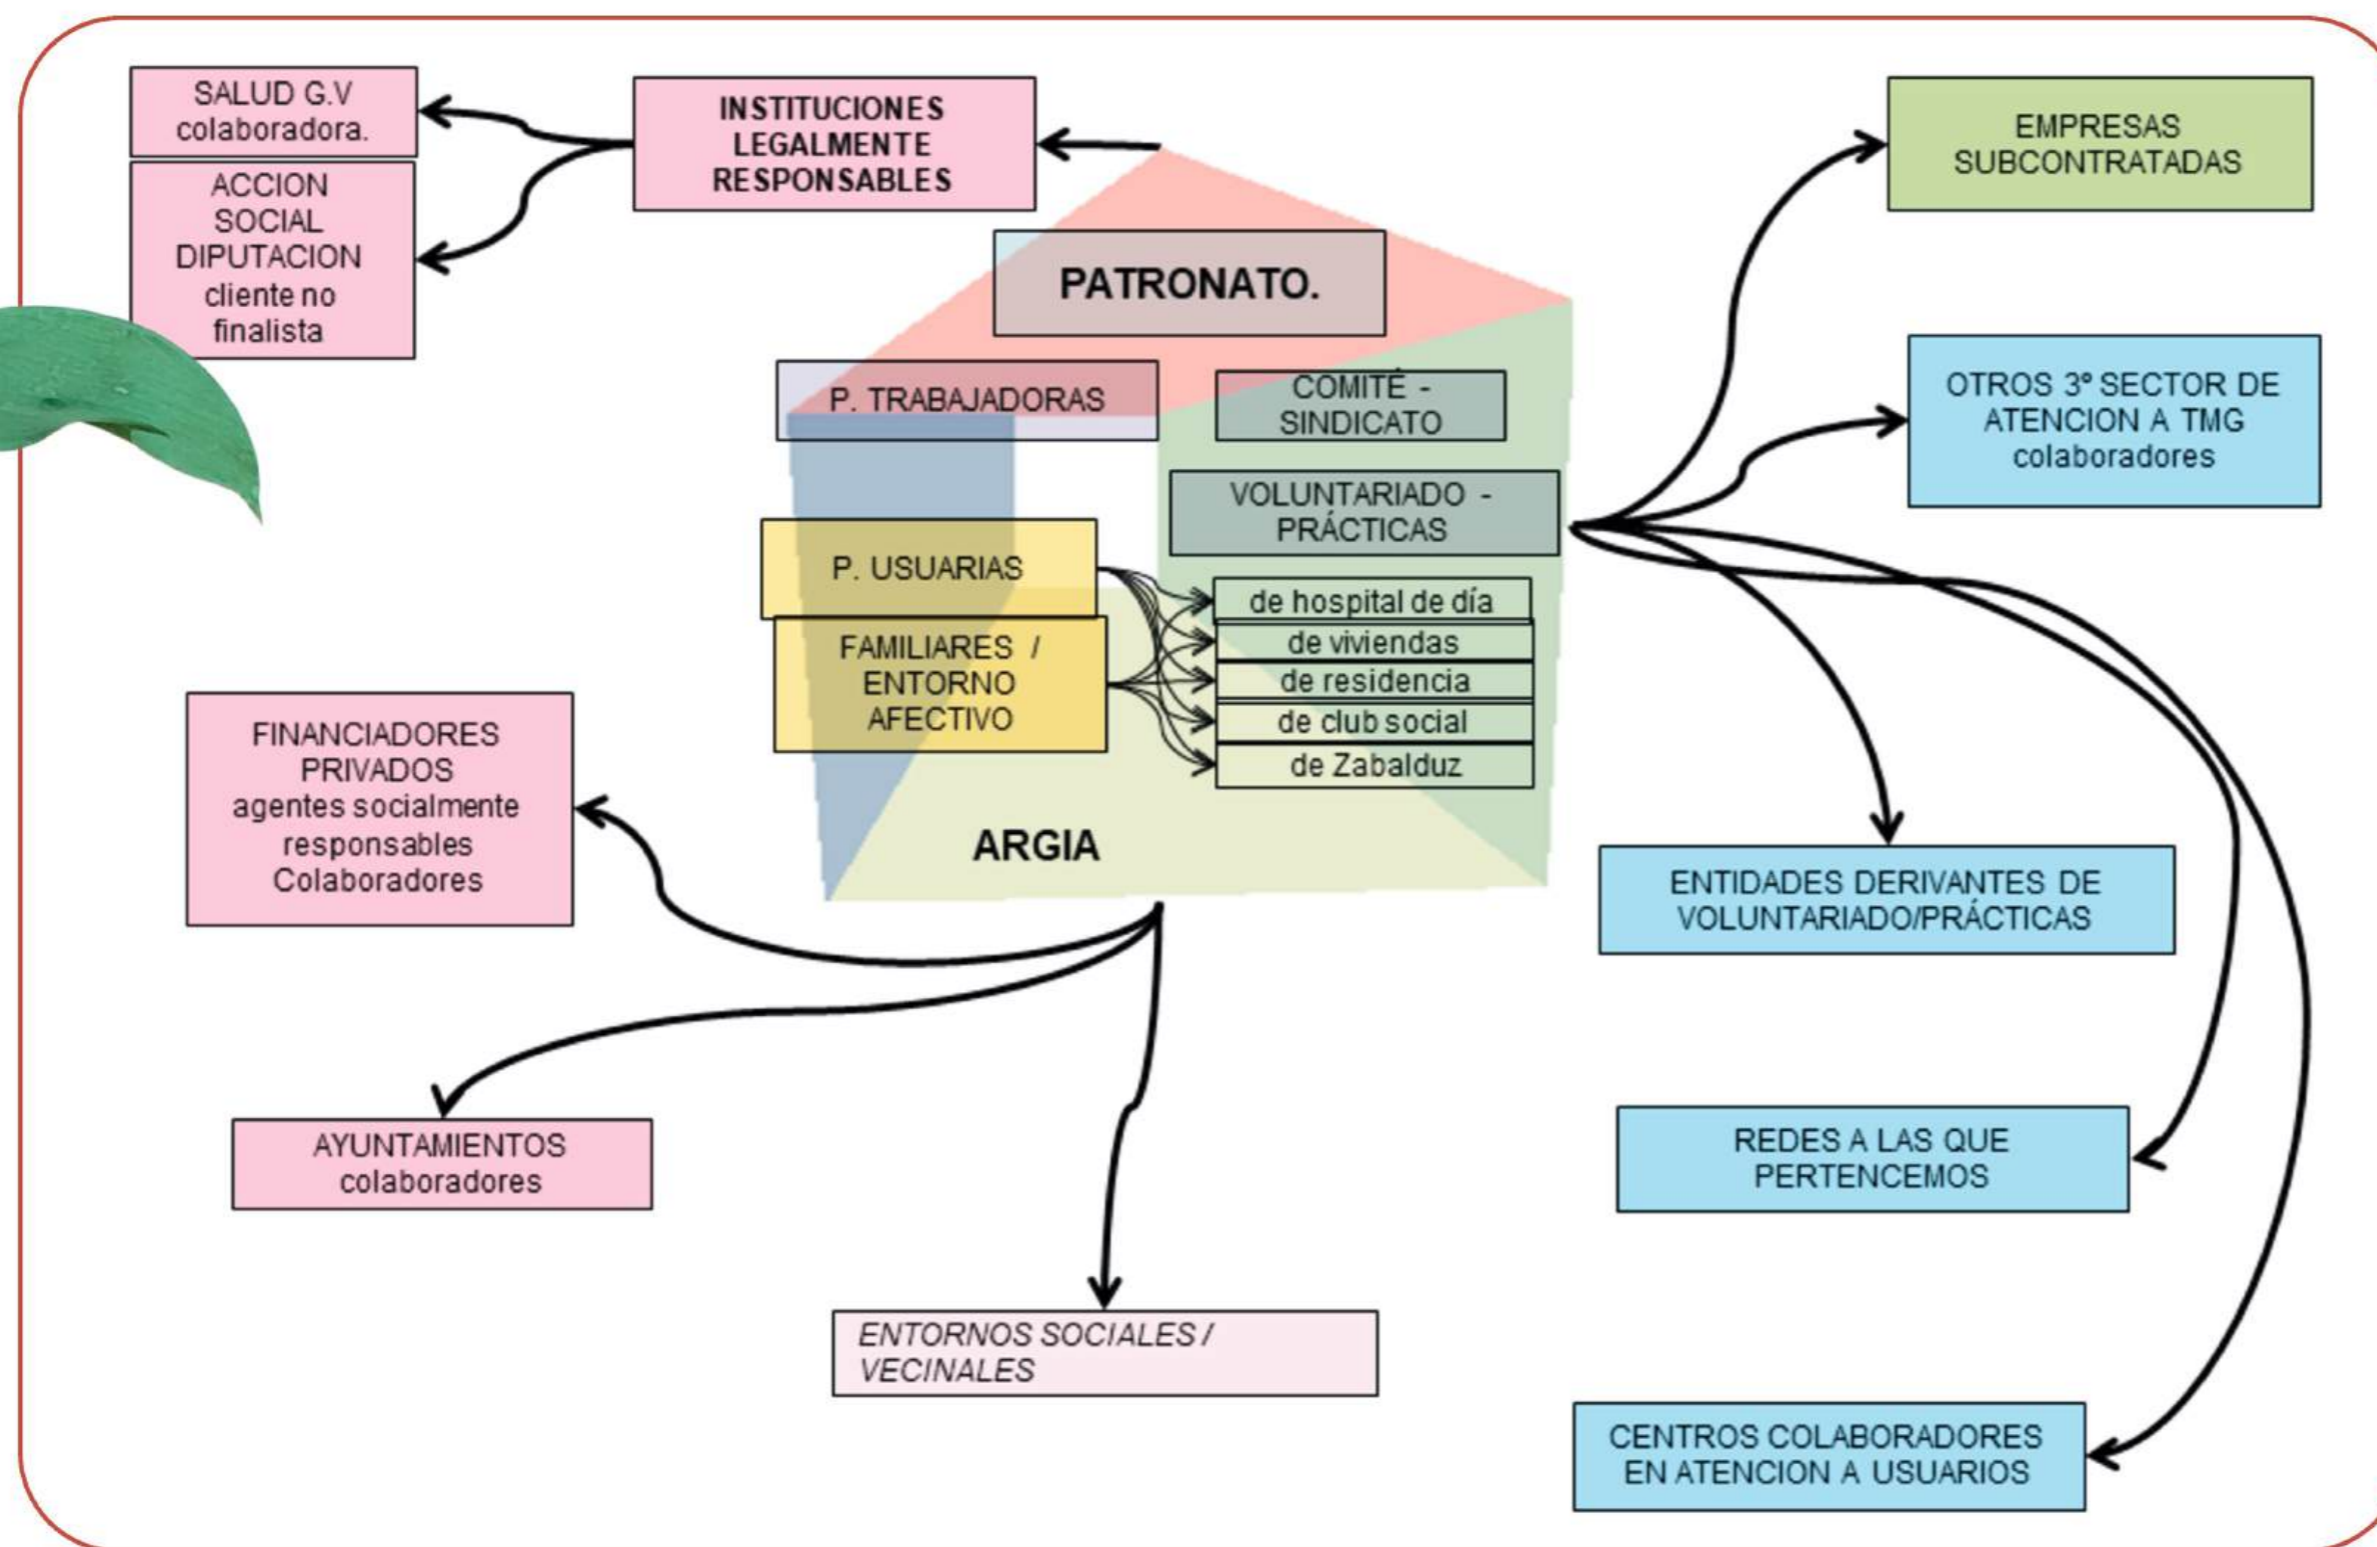 SALUD G.V
colaboradora.
ACCION
SOCIAL
DIPUTACION
cliente no
finalista
INSTITUCIONES
LEGALMENTE
RESPONSABLES
EMPRESAS
SUBCONTRATADAS
PATRONATO.
P. TRABAJADORAS
COMITÉ -
SINDICATO
OTROS 3º SECTOR DE
ATENCION A TMG
colaboradores
VOLUNTARIADO -
PRÁCTICAS
P. USUARIAS
FAMILIARES /
ENTORNO
AFECTIVO
de hospital de día
de viviendas
de residencia
de club social
de Zabalduz
ARGIA
FINANCIADORES
PRIVADOS
agentes socialmente
responsables
Colaboradores
ENTIDADES DERIVANTES DE
VOLUNTARIADO/PRÁCTICAS
AYUNTAMIENTOS
colaboradores
REDES A LAS QUE
PERTENCEMOS
ENTORNOS SOCIALES /
VECINALES
CENTROS COLABORADORES
EN ATENCION A USUARIOS